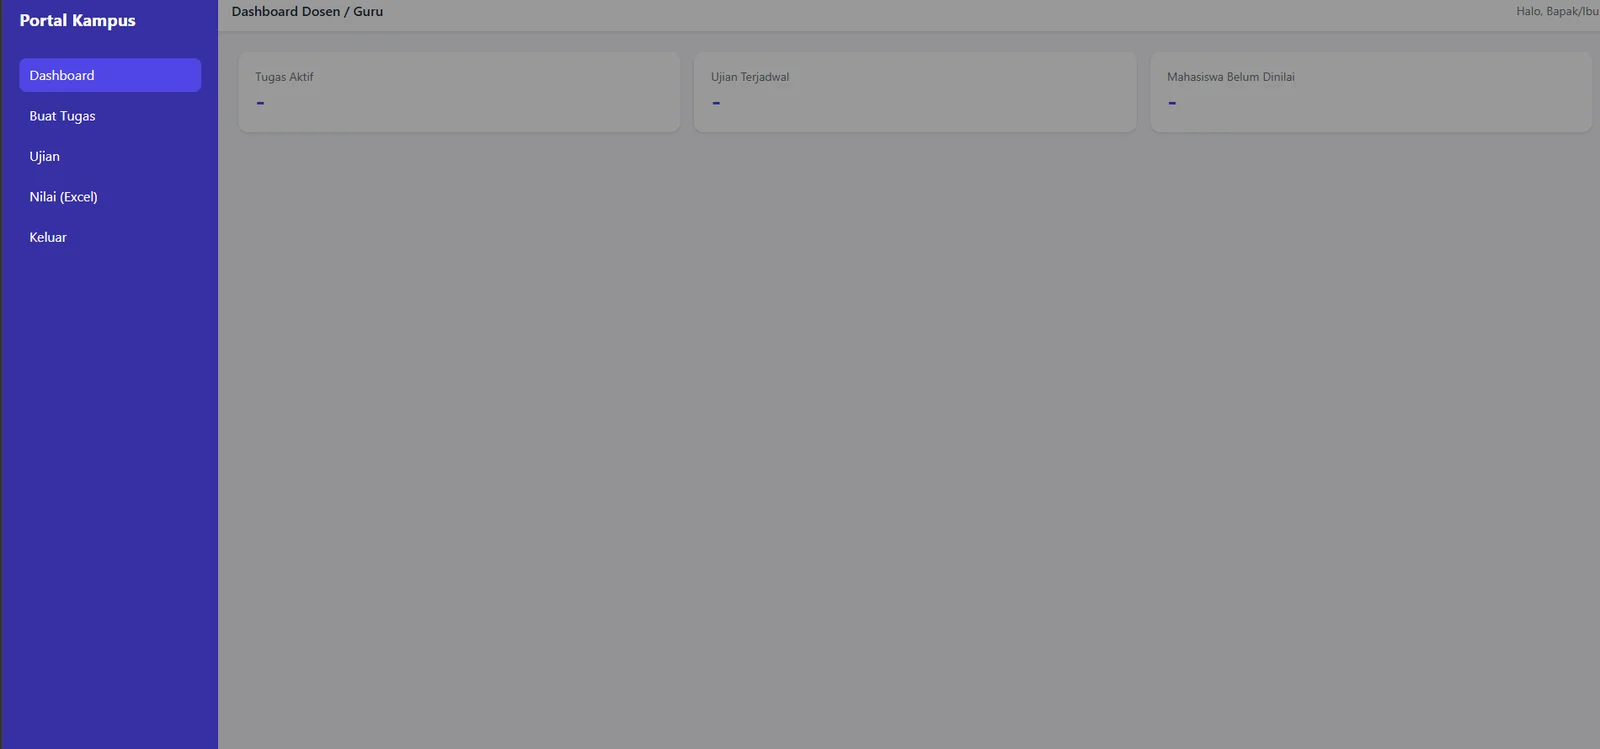 Portal Kampus
Dashboard
Buat Tugas
Ujian
Nilai (Excel)
Keluar
Dashboard Dosen / Guru
Halo, Bapak/Ibu
Tugas Aktif
-
Ujian Terjadwal
-
Mahasiswa Belum Dinilai
-